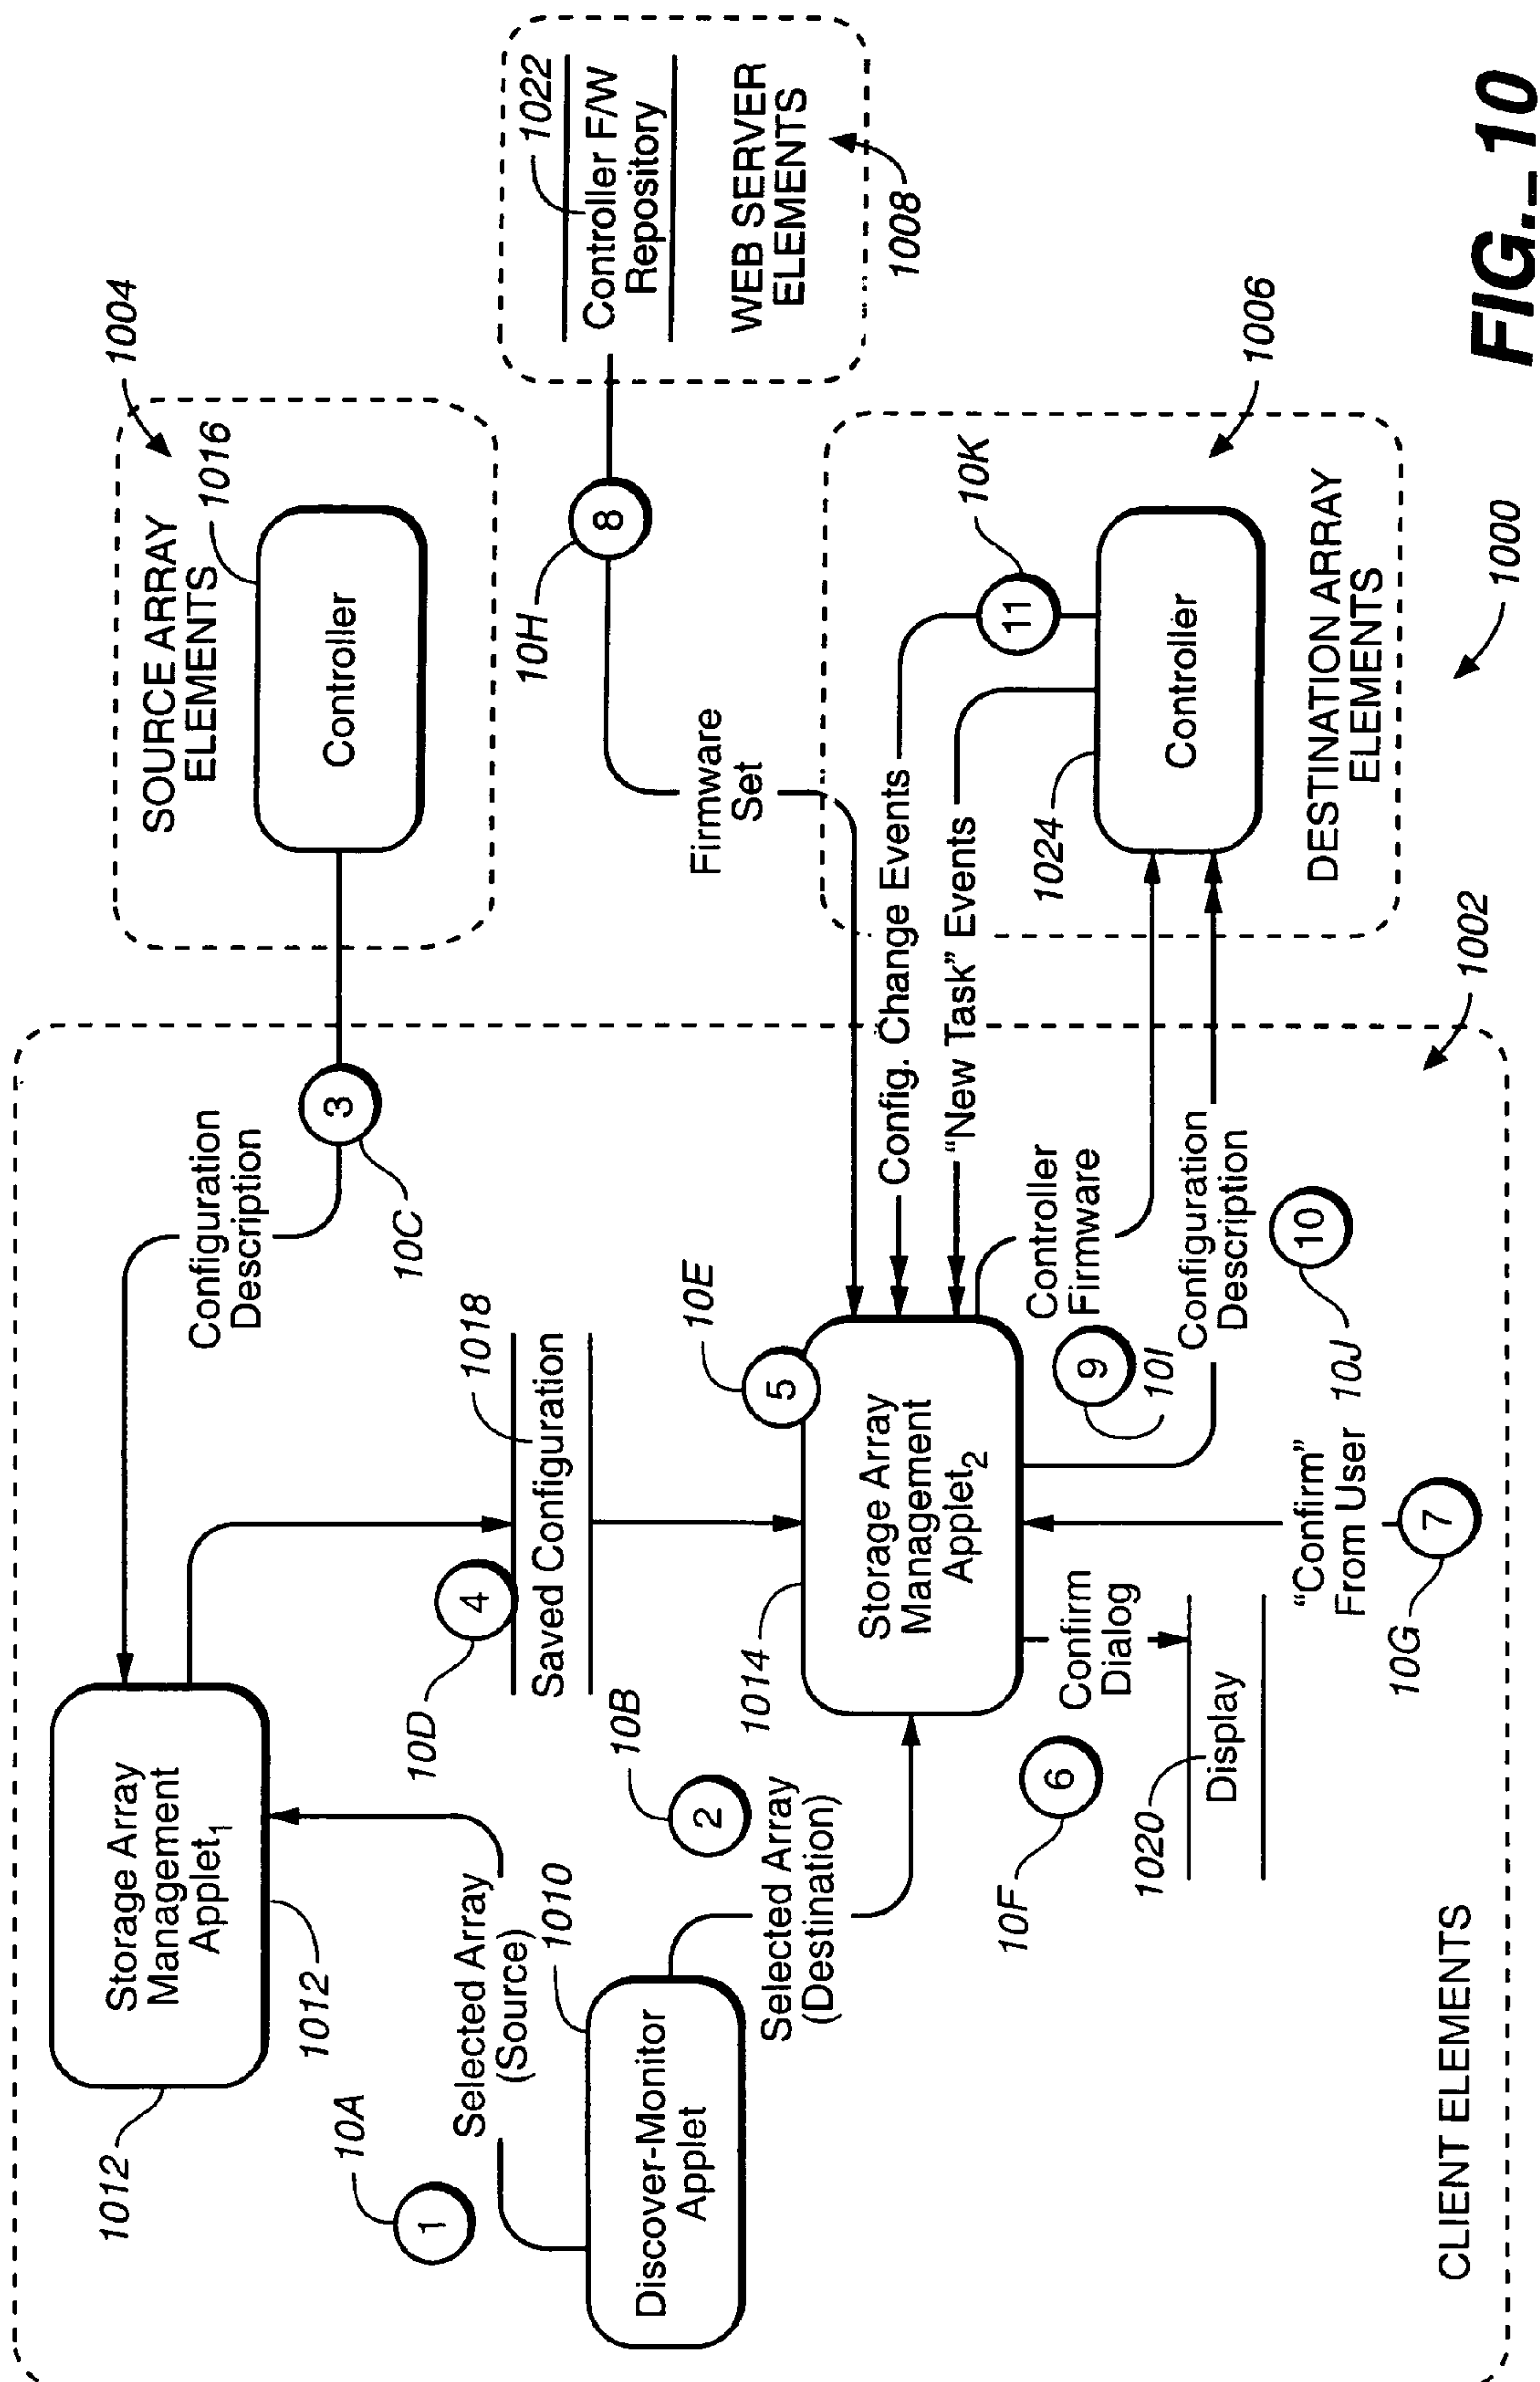 1012
Storage Array
Management
Applet1
1012
Configuration
Description
3
10C
SOURCE ARRAY
ELEMENTS
1016
Controller
1004
10A
1
Selected Array
(Source)
10D
4
1018
Saved Configuration
10H
8
1022
Controller F/W
Repository
WEB SERVER
ELEMENTS
1008
Discover-Monitor
Applet
1010
10B
2
Selected Array
(Destination)
1014
Storage Array
Management
Applet2
10E
5
Firmware
Set
Config. Change Events
"New Task" Events
11
10K
1024
Controller
DESTINATION ARRAY
ELEMENTS
1006
10F
6
Confirm
Dialog
1020
Display
Controller
Firmware
9
10I
Configuration
Description
10
10J
"Confirm"
From User
7
10G
CLIENT ELEMENTS
1002
1000
FIG._10